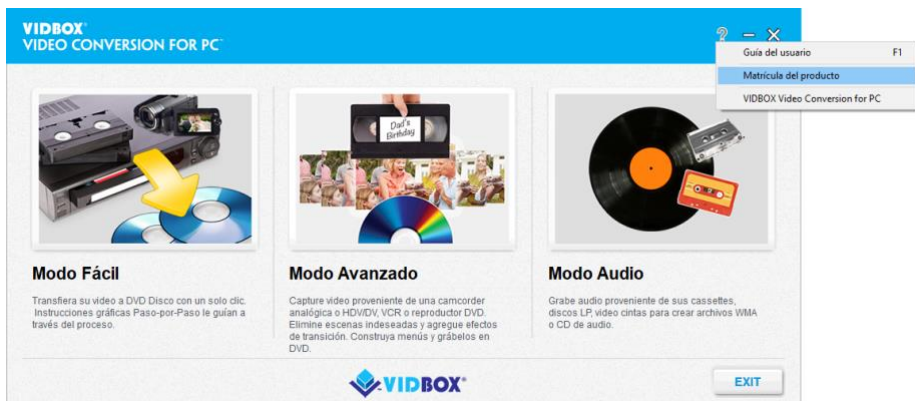 VIDBOX®
VIDEO CONVERSION FOR PC™
?
Guía del usuario F1
Matrícula del producto
VIDBOX Video Conversion for PC
Dad's
Birthday
Modo Fácil
Transfiera su video a DVD Disco con un solo clic.
Instrucciones gráficas Paso-por-Paso le guían a
través del proceso.
Modo Avanzado
Capture video proveniente de una camcorder
analógica o HDV/DV, VCR o reproductor DVD.
Elimine escenas indeseadas y agregue efectos
de transición. Construya menús y grábelos en
DVD.
Modo Audio
Grabe audio proveniente de sus cassettes,
discos LP, video cintas para crear archivos WMA
o CD de audio.
VIDBOX®
EXIT